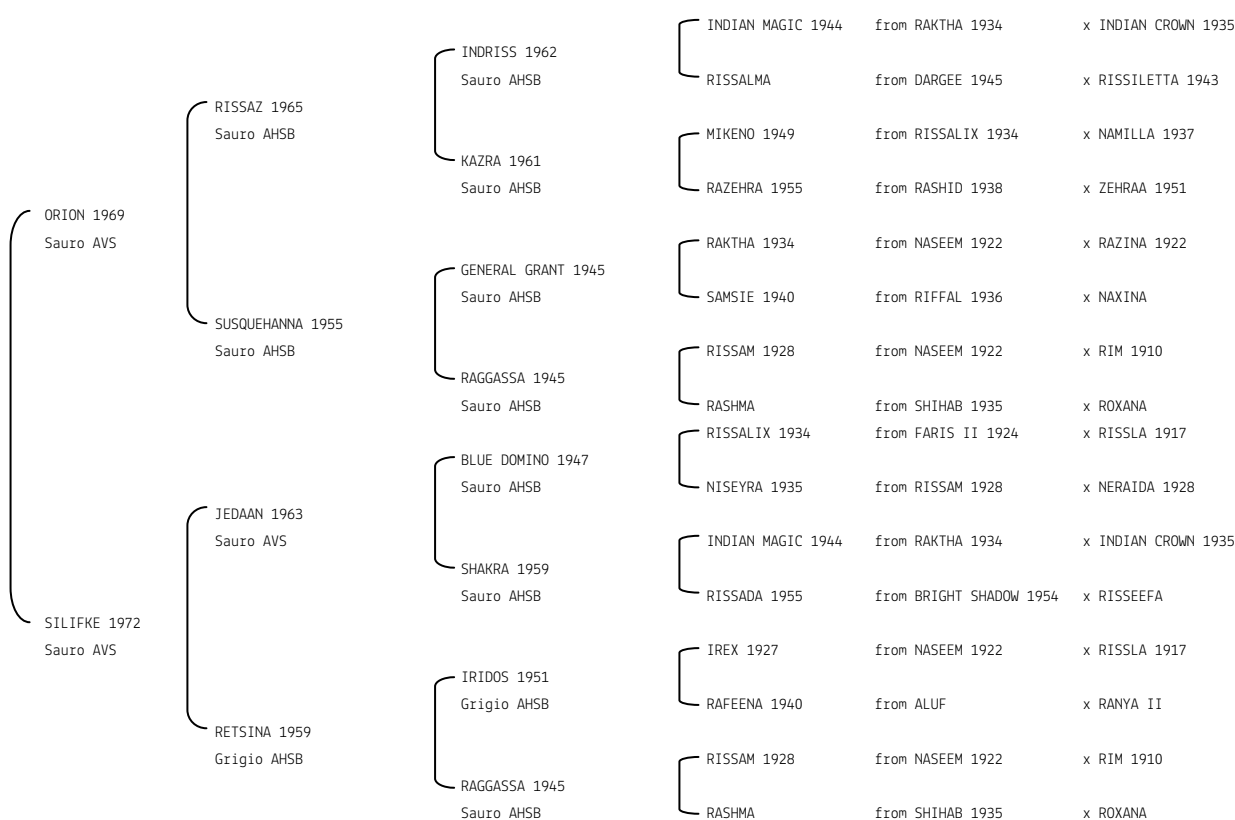 INDIAN MAGIC 1944 from RAKTHA 1934 x INDIAN CROWN 1935
INDRISS 1962
Sauro AHSB
RISSALMA from DARGEE 1945 x RISSILETTA 1943
RISSAZ 1965
Sauro AHSB
MIKENO 1949 from RISSALIX 1934 x NAMILLA 1937
KAZRA 1961
Sauro AHSB
RAZEHRA 1955 from RASHID 1938 x ZEHRAA 1951
ORION 1969
Sauro AVS
RAKTHA 1934 from NASEEM 1922 x RAZINA 1922
GENERAL GRANT 1945
Sauro AHSB
SAMSIE 1940 from RIFFAL 1936 x NAXINA
SUSQUEHANNA 1955
Sauro AHSB
RISSAM 1928 from NASEEM 1922 x RIM 1910
RAGGASSA 1945
Sauro AHSB
RASHMA from SHIHAB 1935 x ROXANA
RISSALIX 1934 from FARIS II 1924 x RISSLA 1917
BLUE DOMINO 1947
Sauro AHSB
NISEYRA 1935 from RISSAM 1928 x NERAIDA 1928
JEDAAN 1963
Sauro AVS
INDIAN MAGIC 1944 from RAKTHA 1934 x INDIAN CROWN 1935
SHAKRA 1959
Sauro AHSB
RISSADA 1955 from BRIGHT SHADOW 1954 x RISSEEFA
SILIFKE 1972
Sauro AVS
IREX 1927 from NASEEM 1922 x RISSLA 1917
IRIDOS 1951
Grigio AHSB
RAFEENA 1940 from ALUF x RANYA II
RETSINA 1959
Grigio AHSB
RISSAM 1928 from NASEEM 1922 x RIM 1910
RAGGASSA 1945
Sauro AHSB
RASHMA from SHIHAB 1935 x ROXANA